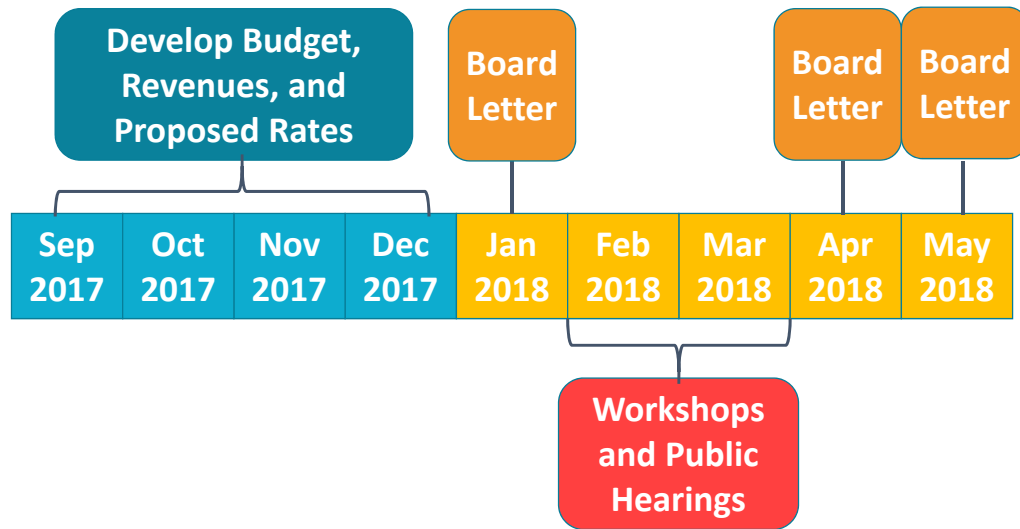 Develop Budget,
Revenues, and
Proposed Rates
Board
Letter
Board
Letter
Board
Letter
Sep
2017
Oct
2017
Nov
2017
Dec
2017
Jan
2018
Feb
2018
Mar
2018
Apr
2018
May
2018
Workshops
and Public
Hearings